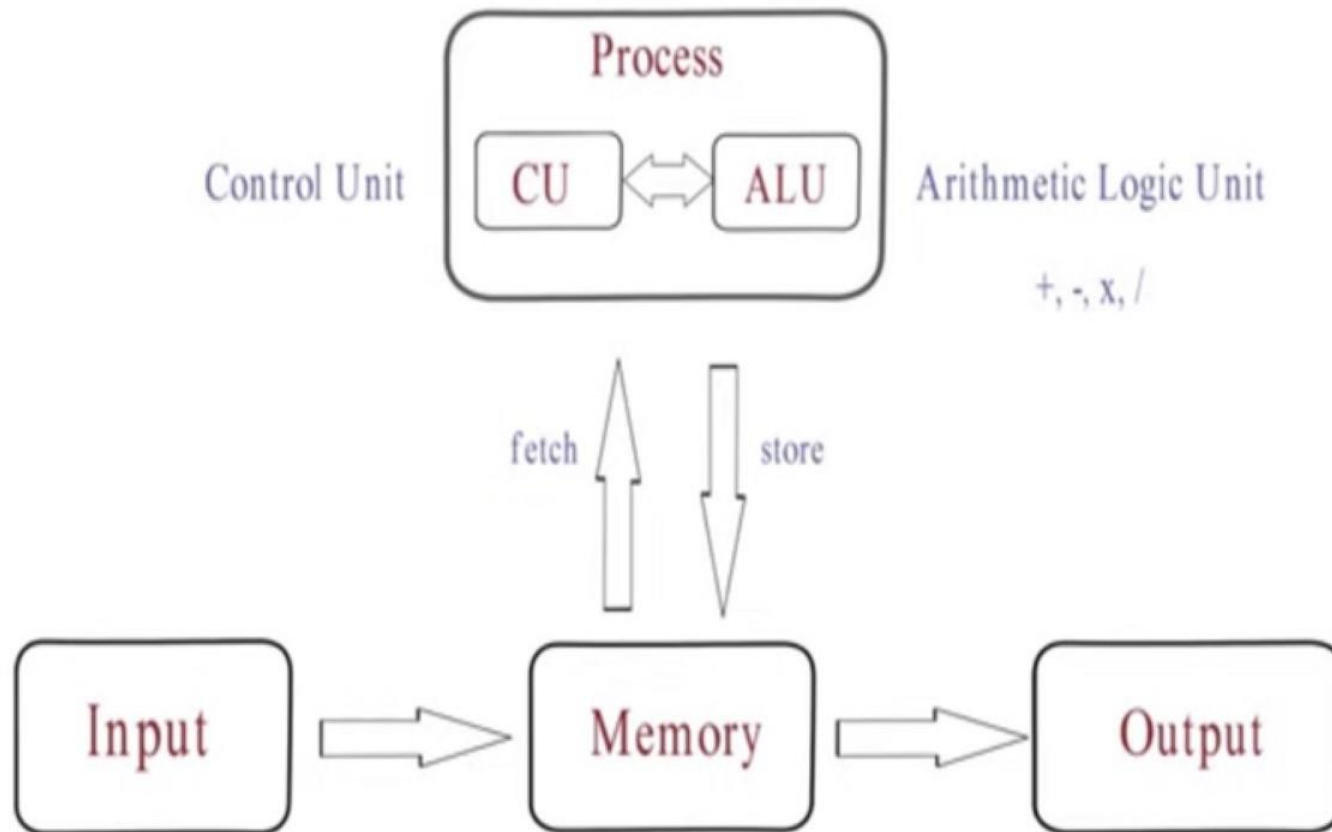 Process
Control Unit
CU
ALU
Arithmetic Logic Unit
+, -, x, /
fetch
store
Input
Memory
Output